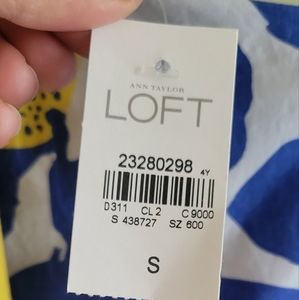 ANN TAYLOR
LOFT
23280298 4Y
D311 CL 2 C 9000
S 438727 SZ 600
S